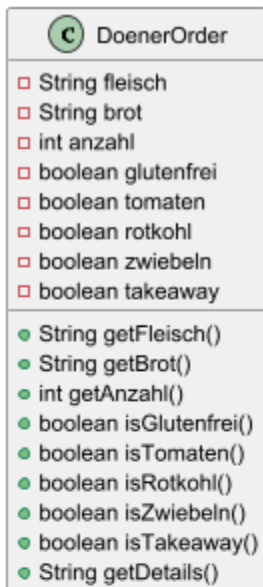 C DoenerOrder
String fleisch
String brot
int anzahl
boolean glutenfrei
boolean tomaten
boolean rotkohl
boolean zwiebeln
boolean takeaway
String getFleisch()
String getBrot()
int getAnzahl()
boolean isGlutenfrei()
boolean isTomaten()
boolean isRotkohl()
boolean isZwiebeln()
boolean isTakeaway()
String getDetails()